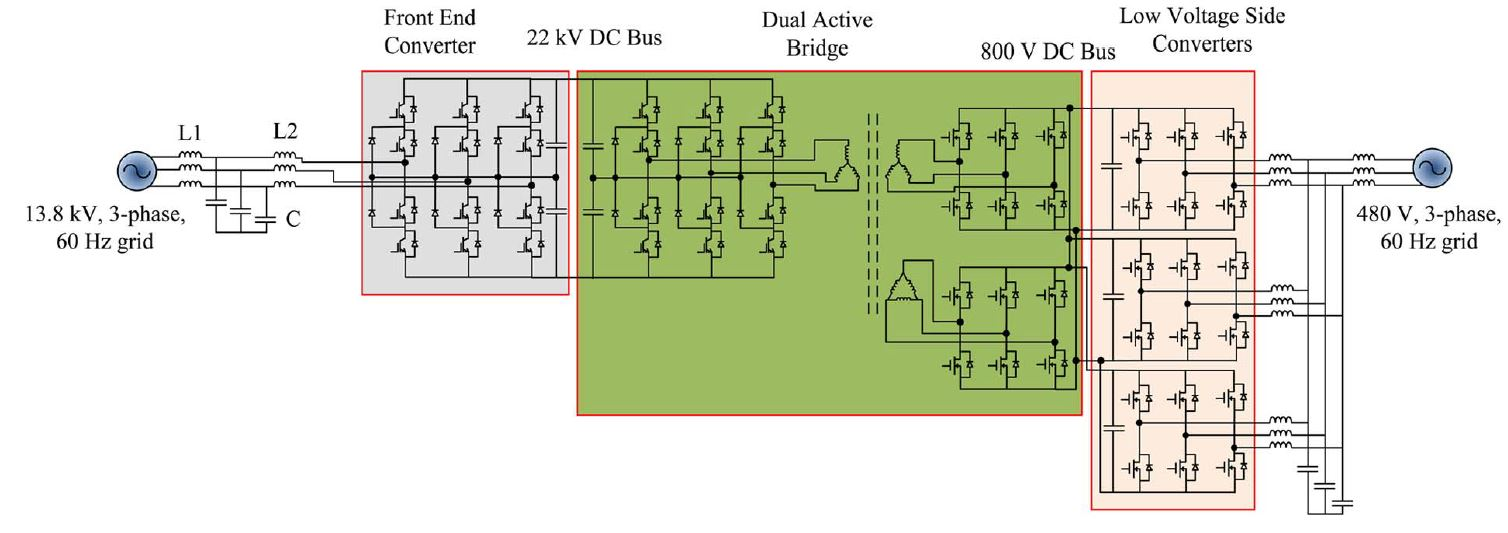 Front End
Converter
22 kV DC Bus
Dual Active
Bridge
800 V DC Bus
Low Voltage Side
Converters
L1
L2
C
13.8 kV, 3-phase,
60 Hz grid
480 V, 3-phase,
60 Hz grid